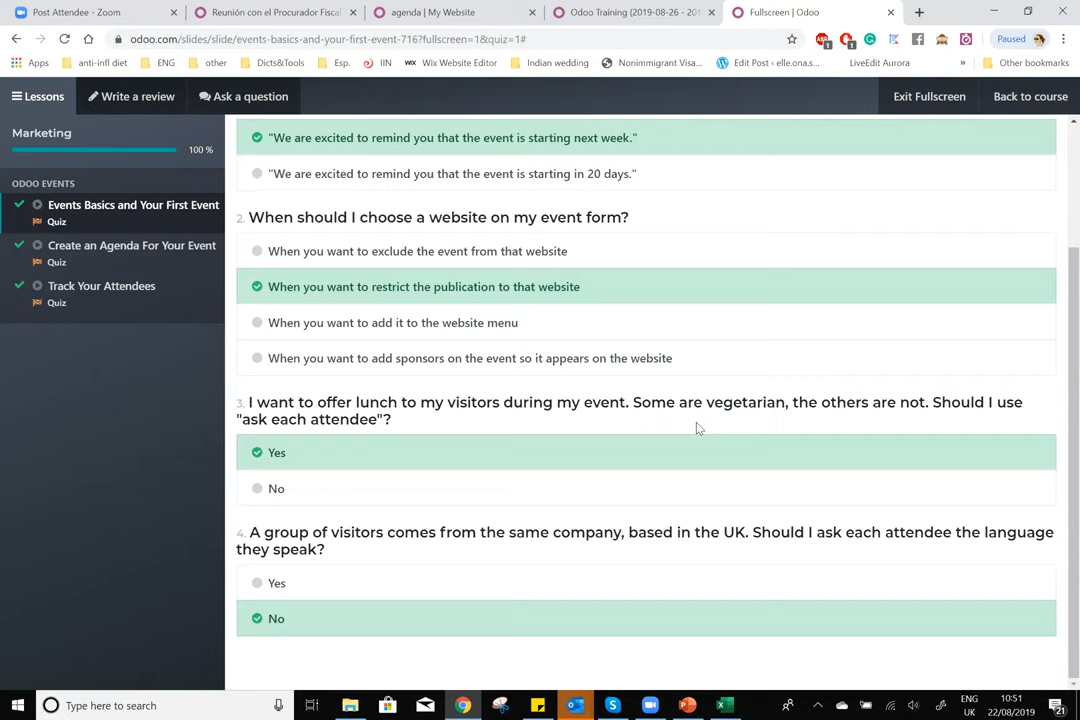 Post Attendee - Zoom
Reunión con el Procurador Fiscal
agenda | My Website
Odoo Training (2019-08-26 - 201
Fullscreen | Odoo
odoo.com/slides/slide/events-basics-and-your-first-event-716?fullscreen=1&quiz=1#
Paused
Apps
anti-infl diet
ENG
other
Dicts&Tools
Esp.
IIN
WIX Wix Website Editor
Indian wedding
Nonimmigrant Visa...
Edit Post ‹ elle.ona.s...
LiveEdit Aurora
»
Other bookmarks
Lessons
Write a review
Ask a question
Exit Fullscreen
Back to course
Marketing
100 %
ODOO EVENTS
Events Basics and Your First Event
Quiz
Create an Agenda For Your Event
Quiz
Track Your Attendees
Quiz
"We are excited to remind you that the event is starting next week."
"We are excited to remind you that the event is starting in 20 days."
2. When should I choose a website on my event form?
When you want to exclude the event from that website
When you want to restrict the publication to that website
When you want to add it to the website menu
When you want to add sponsors on the event so it appears on the website
3. I want to offer lunch to my visitors during my event. Some are vegetarian, the others are not. Should I use
"ask each attendee"?
Yes
No
4. A group of visitors comes from the same company, based in the UK. Should I ask each attendee the language
they speak?
Yes
No
Type here to search
ENG
UK
10:51
22/08/2019
21